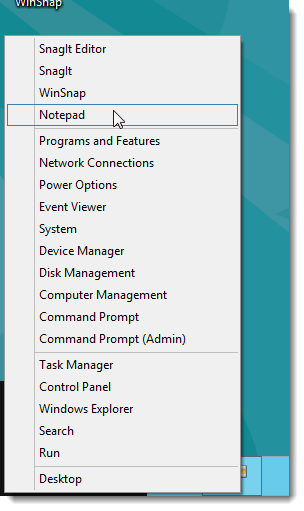 WinSnap
SnagIt Editor
SnagIt
WinSnap
Notepad
Programs and Features
Network Connections
Power Options
Event Viewer
System
Device Manager
Disk Management
Computer Management
Command Prompt
Command Prompt (Admin)
Task Manager
Control Panel
Windows Explorer
Search
Run
Desktop